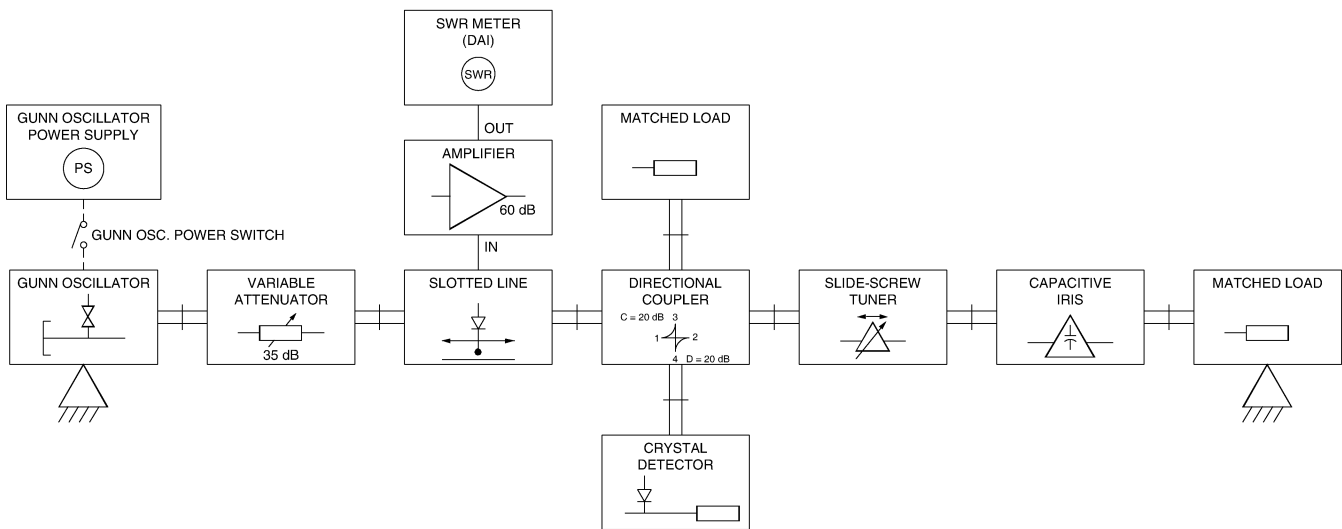 SWR METER
(DAI)
SWR
GUNN OSCILLATOR
POWER SUPPLY
PS
OUT
AMPLIFIER
60 dB
IN
MATCHED LOAD
GUNN OSC. POWER SWITCH
GUNN OSCILLATOR
VARIABLE
ATTENUATOR
35 dB
SLOTTED LINE
DIRECTIONAL
COUPLER
C = 20 dB 3
1 2
4 D = 20 dB
SLIDE-SCREW
TUNER
CAPACITIVE
IRIS
MATCHED LOAD
CRYSTAL
DETECTOR